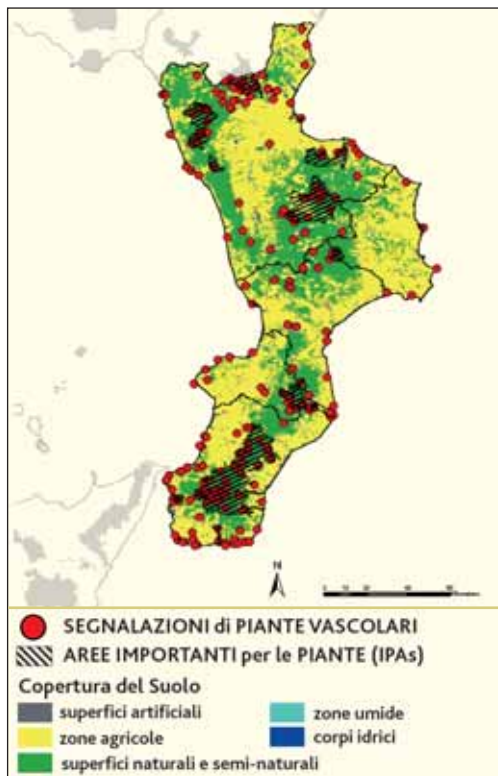 N
SEGNALAZIONI di PIANTE VASCOLARI
AREE IMPORTANTI per le PIANTE (IPAs)
Copertura del Suolo
superfici artificiali
zone umide
zone agricole
corpi idrici
superfici naturali e semi-naturali